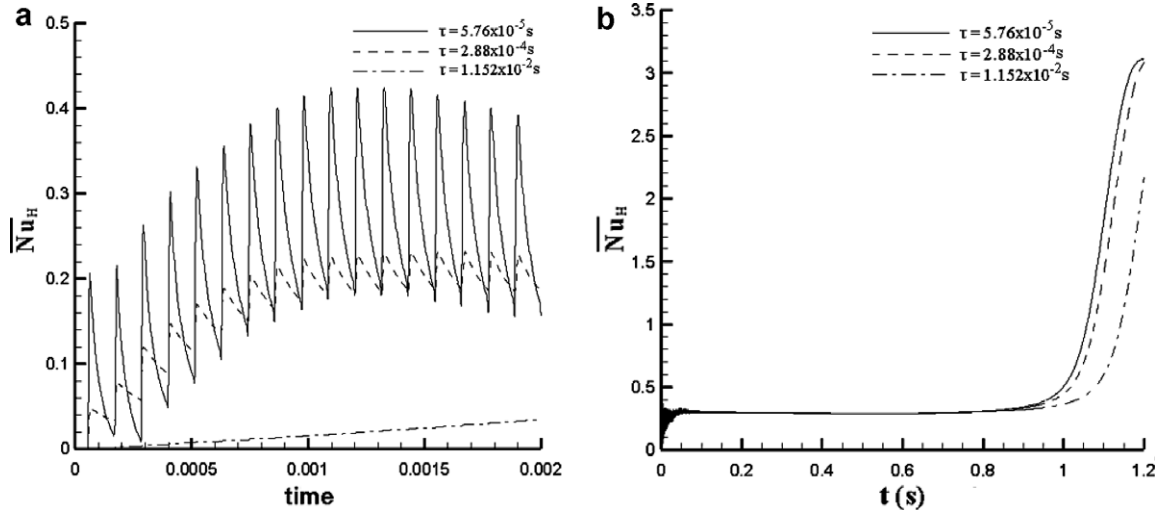 a
0.5
0.4
0.3
0.2
0.1
0
N̅u̅H
τ = 5.76x10⁻⁵s
τ = 2.88x10⁻⁴s
τ = 1.152x10⁻²s
0 0.0005 0.001 0.0015 0.002
time
b
3.5
3
2.5
2
1.5
1
0.5
0
N̅u̅H
τ = 5.76x10⁻⁵s
τ = 2.88x10⁻⁴s
τ = 1.152x10⁻²s
0 0.2 0.4 0.6 0.8 1 1.2
t (s)